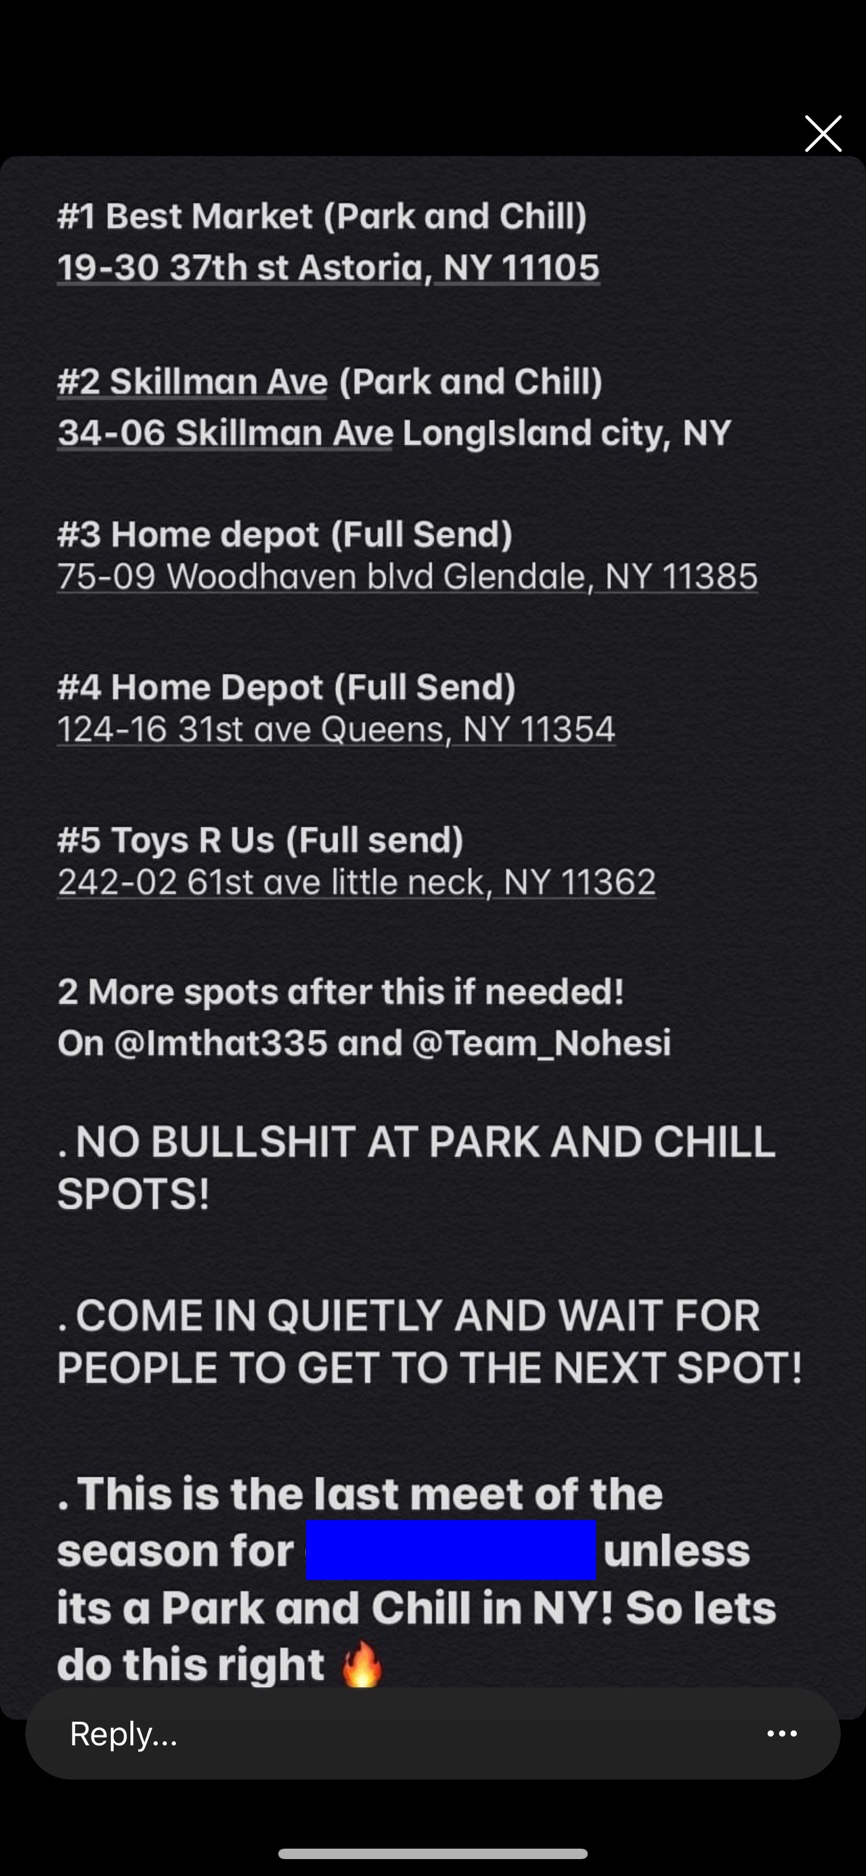 #1 Best Market (Park and Chill)
19-30 37th st Astoria, NY 11105
#2 Skillman Ave (Park and Chill)
34-06 Skillman Ave LongIsland city, NY
#3 Home depot (Full Send)
75-09 Woodhaven blvd Glendale, NY 11385
#4 Home Depot (Full Send)
124-16 31st ave Queens, NY 11354
#5 Toys R Us (Full send)
242-02 61st ave little neck, NY 11362
2 More spots after this if needed!
On @Imthat335 and @Team_Nohesi
. NO BULLSHIT AT PARK AND CHILL
SPOTS!
. COME IN QUIETLY AND WAIT FOR
PEOPLE TO GET TO THE NEXT SPOT!
. This is the last meet of the
season for unless
its a Park and Chill in NY! So lets
do this right 🔥
Reply...